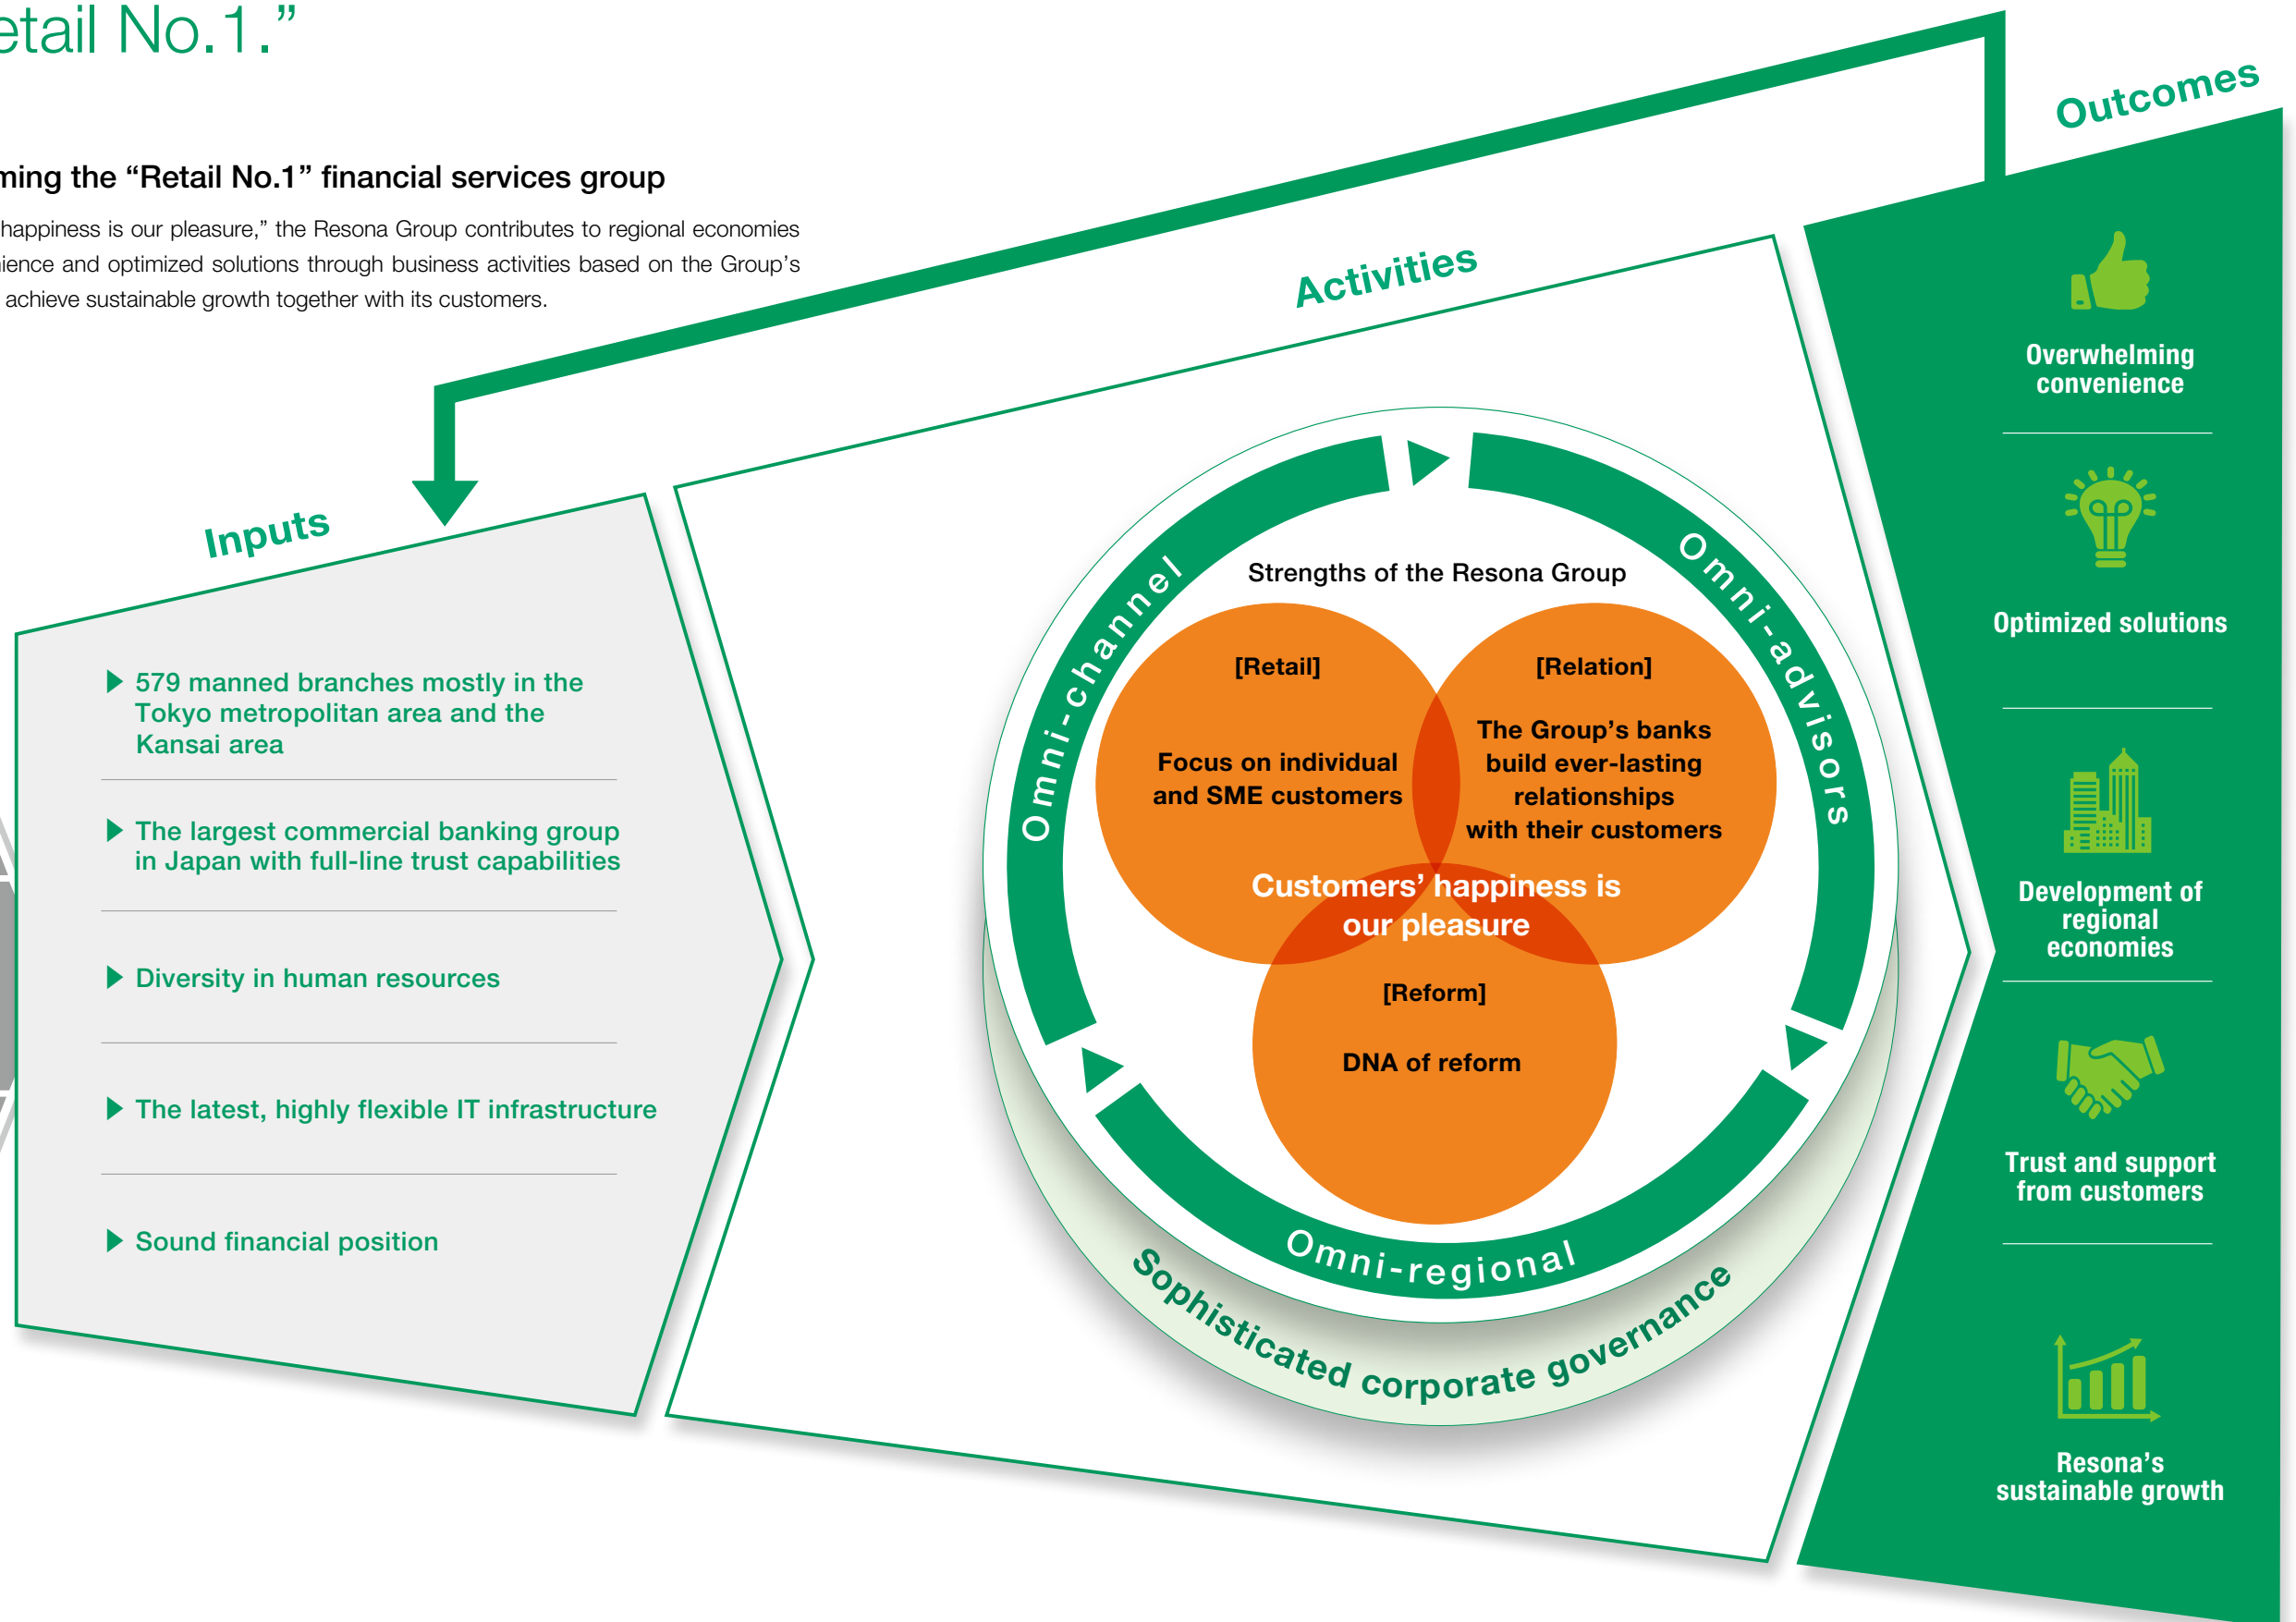 etail No.1.”
ming the “Retail No.1” financial services group
happiness is our pleasure,” the Resona Group contributes to regional economies
nience and optimized solutions through business activities based on the Group’s
achieve sustainable growth together with its customers.
Inputs
579 manned branches mostly in the
Tokyo metropolitan area and the
Kansai area
The largest commercial banking group
in Japan with full-line trust capabilities
Diversity in human resources
The latest, highly flexible IT infrastructure
Sound financial position
Activities
Omni-channel
Omni-advisors
Omni-regional
Strengths of the Resona Group
[Retail]
Focus on individual
and SME customers
[Relation]
The Group’s banks
build ever-lasting
relationships
with their customers
Customers’ happiness is
our pleasure
[Reform]
DNA of reform
Sophisticated corporate governance
Outcomes
Overwhelming
convenience
Optimized solutions
Development of
regional
economies
Trust and support
from customers
Resona’s
sustainable growth